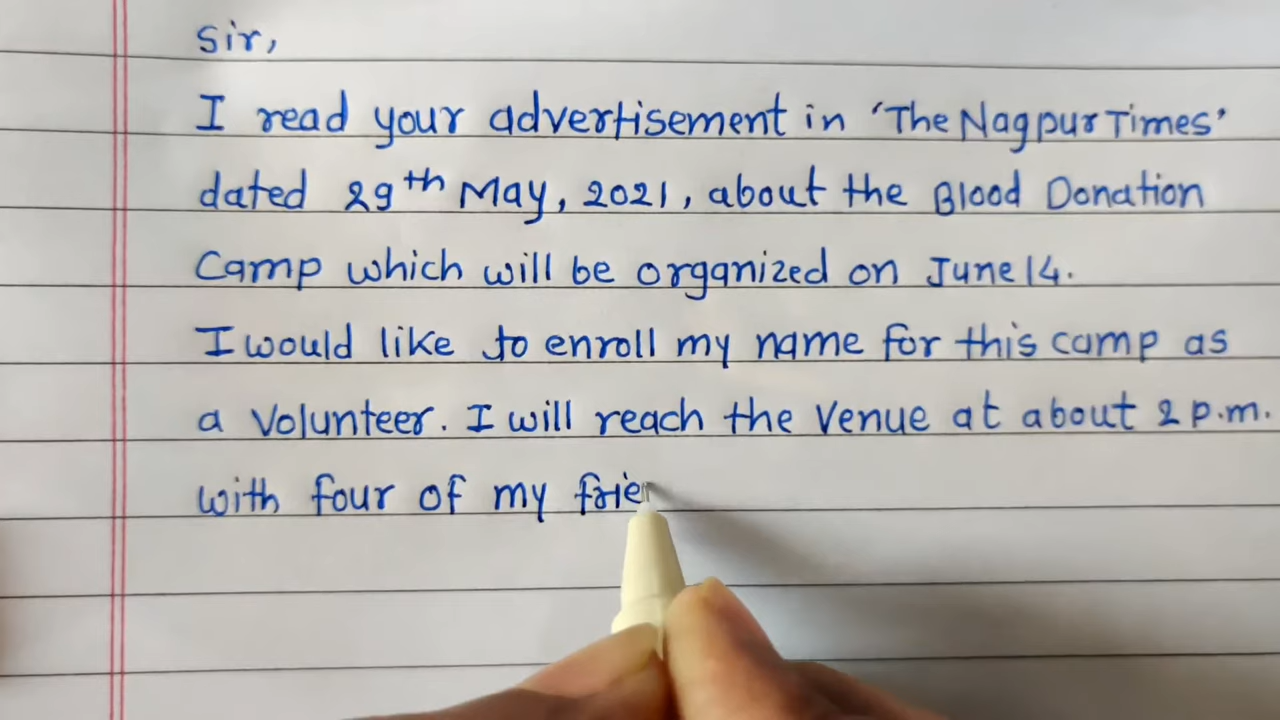 Sir,
I read your advertisement in 'The Nagpur Times'
dated 29th May, 2021, about the Blood Donation
Camp which will be organized on June 14.
I would like to enroll my name for this camp as
a Volunteer. I will reach the Venue at about 2 p.m.
with four of my frie